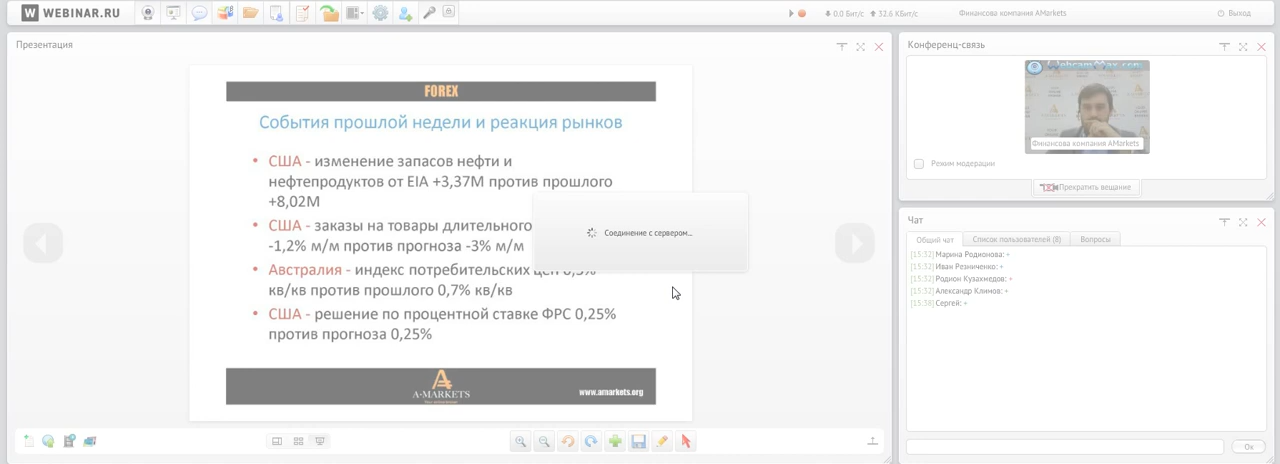 WEBINAR.RU
0.0 Бит/с 32.6 КБит/с
Финансова компания AMarkets
Выход
Презентация
FOREX
События прошлой недели и реакция рынков
• США - изменение запасов нефти и
нефтепродуктов от EIA +3,37M против прошлого
+8,02M
• США - заказы на товары длительного
-1,2% м/м против прогноза -3% м/м
• Австралия - индекс потребительских цен
кв/кв против прошлого 0,7% кв/кв
• США - решение по процентной ставке ФРС 0,25%
против прогноза 0,25%
A-MARKETS
www.amarkets.org
Соединение с сервером...
Конференц-связь
Финансова компания AMarkets
Режим модерации
Прекратить вещание
Чат
Общий чат
Список пользователей (8)
Вопросы
[15:32] Марина Родионова: +
[15:32] Иван Резниченко: +
[15:32] Родион Кузахмедов: +
[15:32] Александр Климов: +
[15:38] Сергей: +
Ок